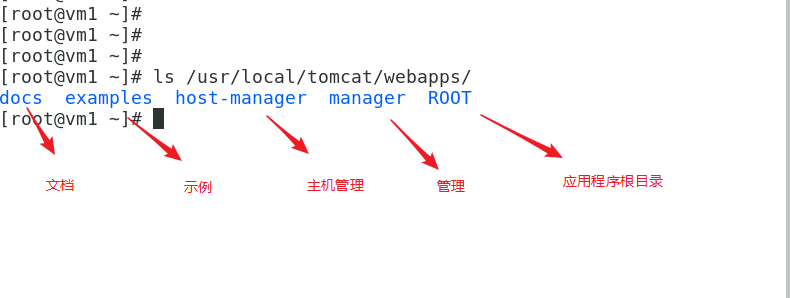 [root@vm1 ~]#
[root@vm1 ~]#
[root@vm1 ~]#
[root@vm1 ~]# ls /usr/local/tomcat/webapps/
docs examples host-manager manager ROOT
[root@vm1 ~]#
文档 示例 主机管理 管理 应用程序根目录